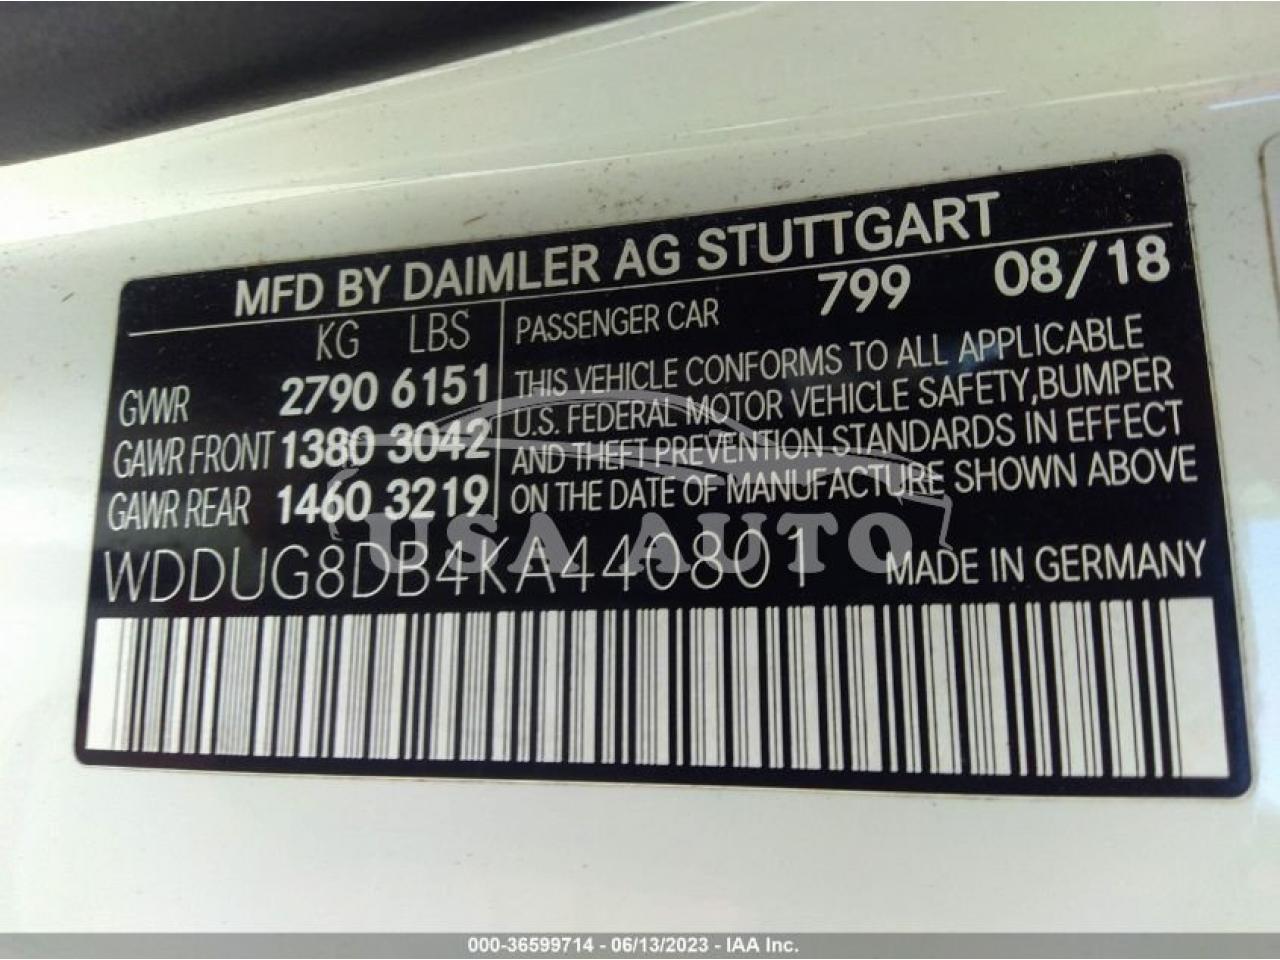 MFD BY DAIMLER AG STUTTGART
KG LBS
PASSENGER CAR 799 08/18
GVWR 2790 6151
GAWR FRONT 1380 3042
GAWR REAR 1460 3219
THIS VEHICLE CONFORMS TO ALL APPLICABLE
U.S. FEDERAL MOTOR VEHICLE SAFETY,BUMPER
AND THEFT PREVENTION STANDARDS IN EFFECT
ON THE DATE OF MANUFACTURE SHOWN ABOVE
USA AUTO
WDDUG8DB4KA440801 MADE IN GERMANY
000-36599714 - 06/13/2023 - IAA Inc.